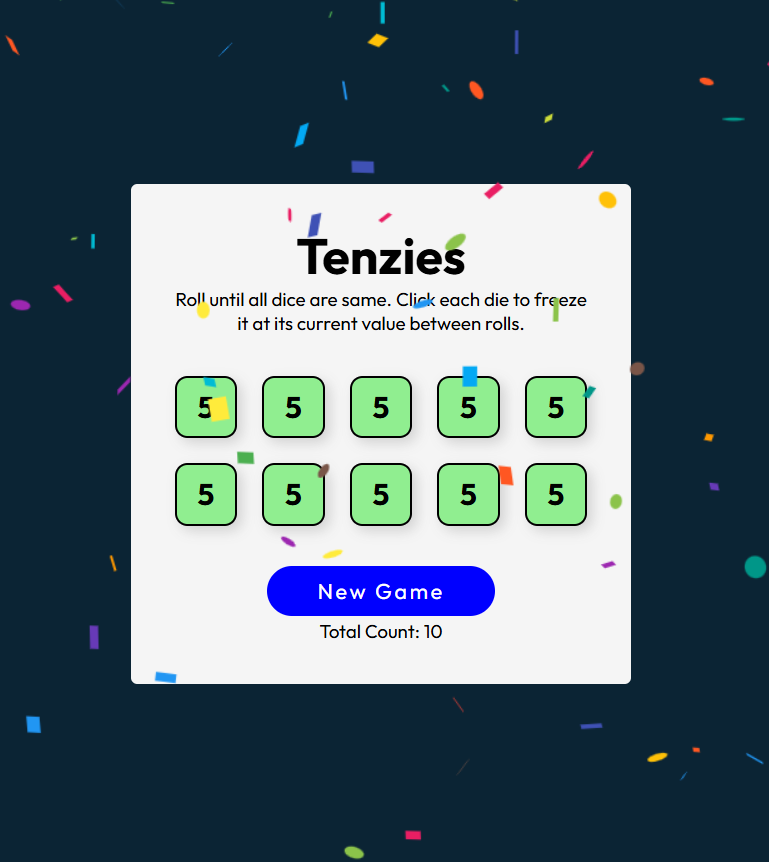 Tenzies
Roll until all dice are same. Click each die to freeze
it at its current value between rolls.
5 5 5 5 5
5 5 5 5 5
New Game
Total Count: 10